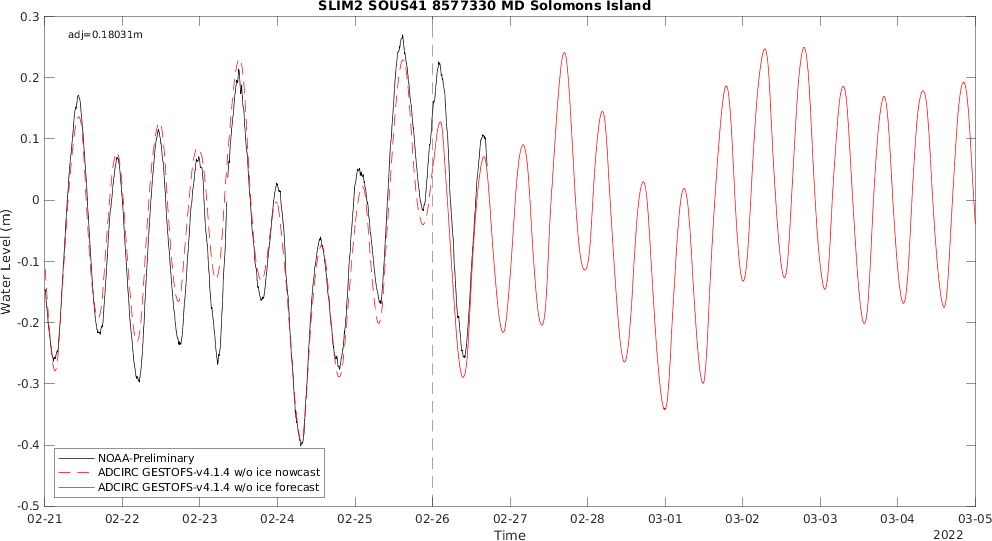 SLIM2 SOUS41 8577330 MD Solomons Island
adj=0.18031m
0.3
0.2
0.1
0
-0.1
-0.2
-0.3
-0.4
-0.5
Water Level (m)
NOAA-Preliminary
ADCIRC GESTOFS-v4.1.4 w/o ice nowcast
ADCIRC GESTOFS-v4.1.4 w/o ice forecast
02-21 02-22 02-23 02-24 02-25 02-26 02-27 02-28 03-01 03-02 03-03 03-04 03-05
Time
2022